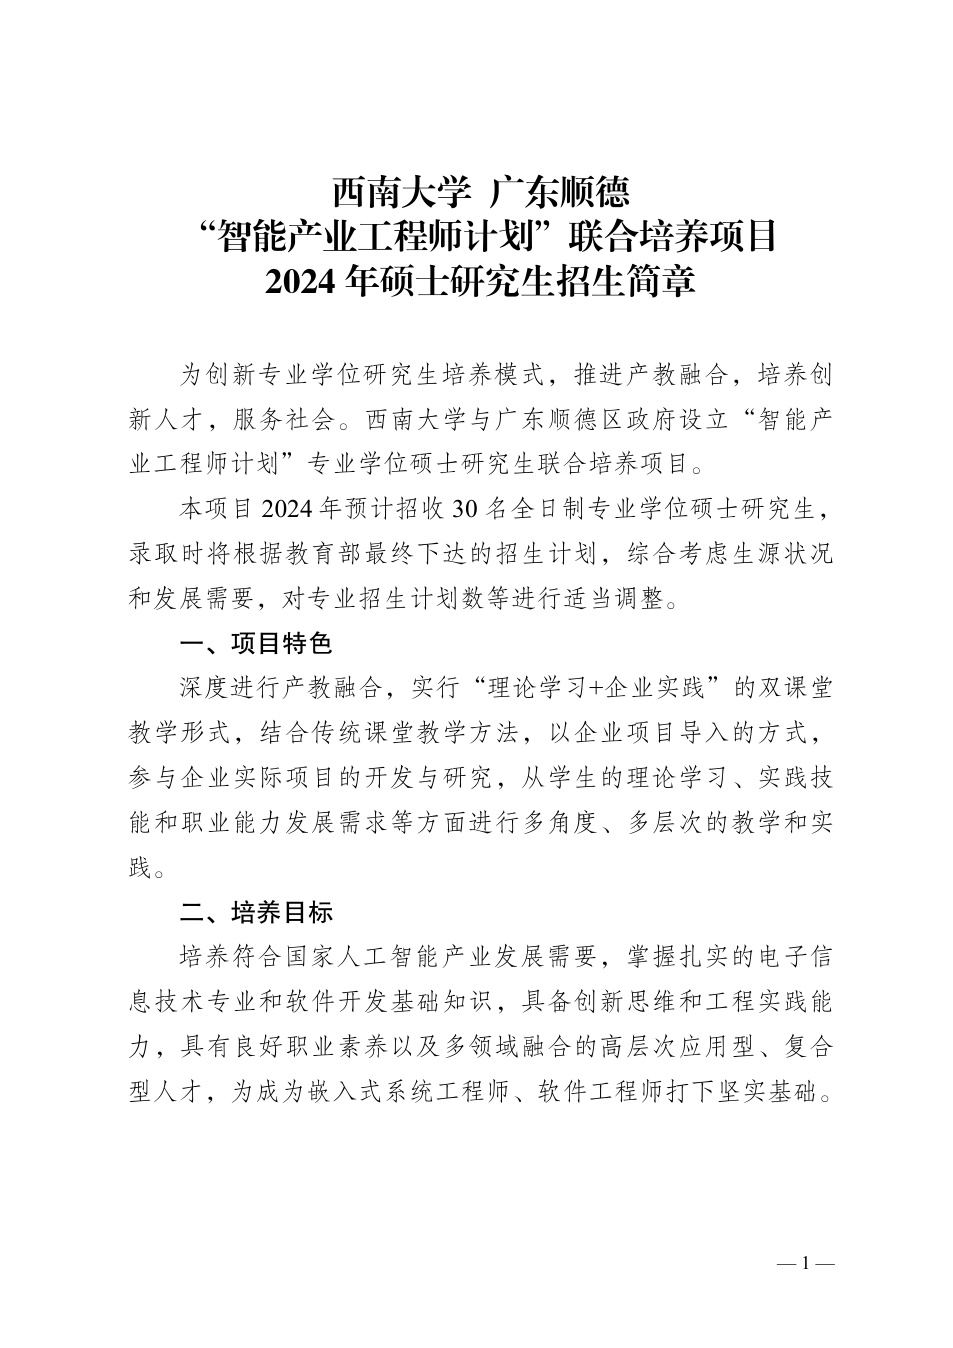 西南大学 广东顺德
“智能产业工程师计划”联合培养项目
2024 年硕士研究生招生简章
为创新专业学位研究生培养模式，推进产教融合，培养创
新人才，服务社会。西南大学与广东顺德区政府设立“智能产
业工程师计划”专业学位硕士研究生联合培养项目。
本项目 2024 年预计招收 30 名全日制专业学位硕士研究生，
录取时将根据教育部最终下达的招生计划，综合考虑生源状况
和发展需要，对专业招生计划数等进行适当调整。
一、项目特色
深度进行产教融合，实行“理论学习+企业实践”的双课堂
教学形式，结合传统课堂教学方法，以企业项目导入的方式，
参与企业实际项目的开发与研究，从学生的理论学习、实践技
能和职业能力发展需求等方面进行多角度、多层次的教学和实
践。
二、培养目标
培养符合国家人工智能产业发展需要，掌握扎实的电子信
息技术专业和软件开发基础知识，具备创新思维和工程实践能
力，具有良好职业素养以及多领域融合的高层次应用型、复合
型人才，为成为嵌入式系统工程师、软件工程师打下坚实基础。
— 1 —